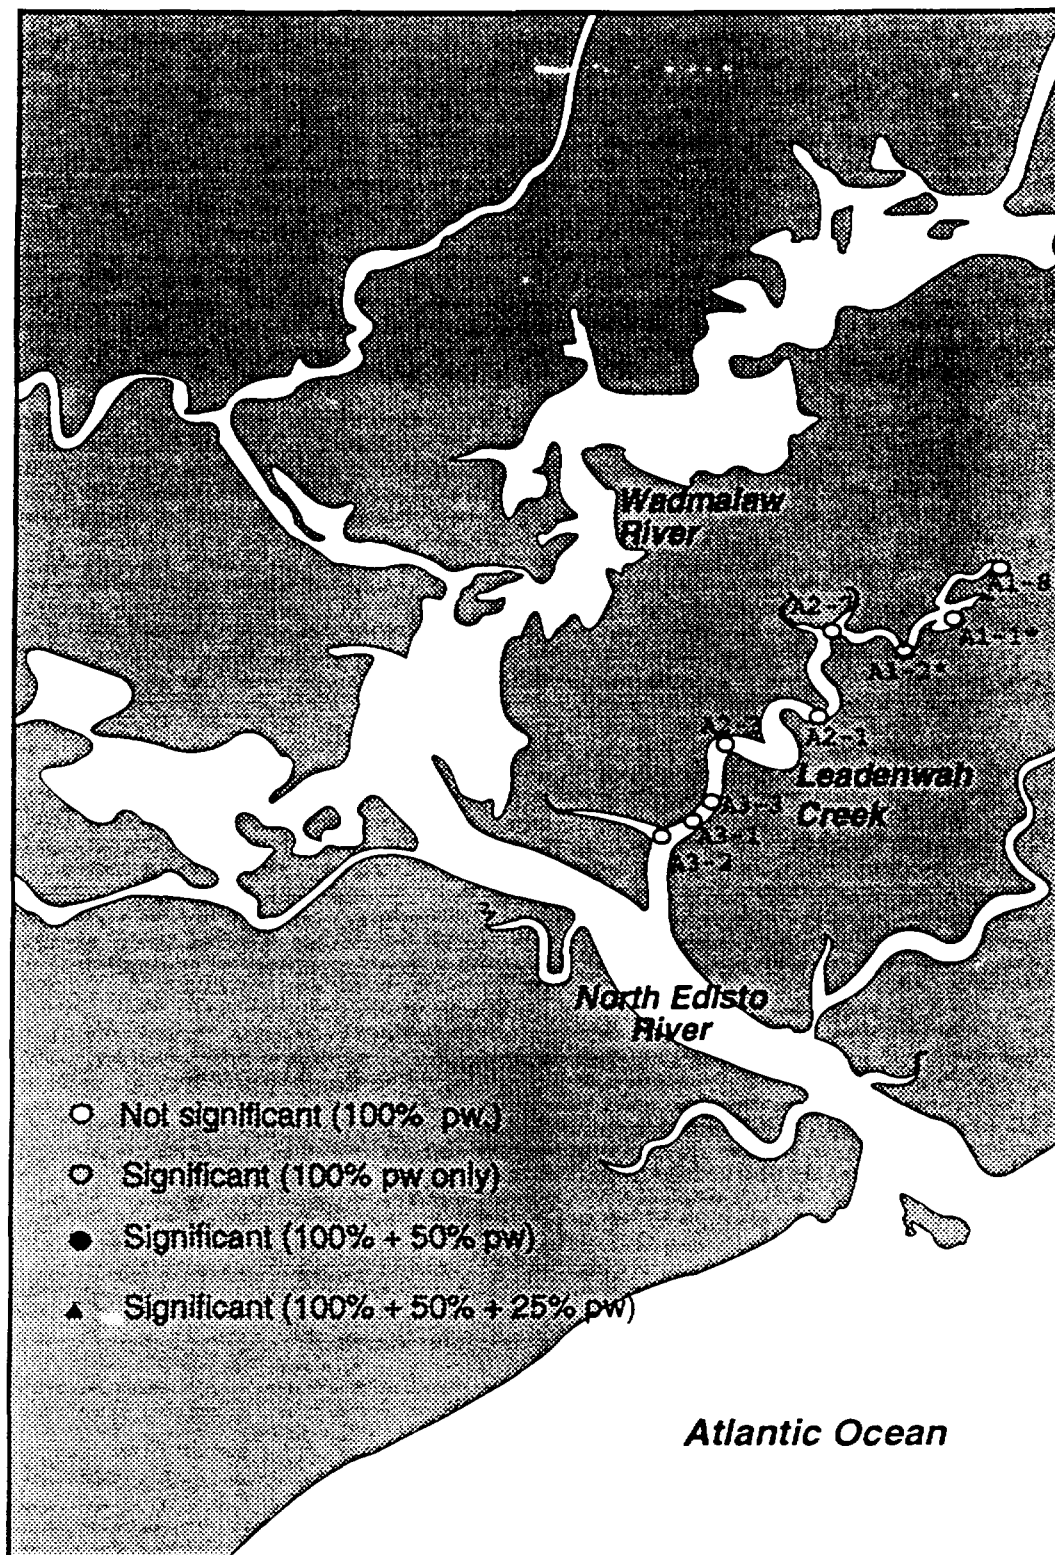 Wadmalaw
River
A1-8
A1-1*
A1-2*
A2-1
Leadenwah
Creek
A3-3
A3-1
A3-2
North Edisto
River
Not significant (100% pw.)
Significant (100% pw only)
Significant (100% + 50% pw)
Significant (100% + 50% + 25% pw)
Atlantic Ocean